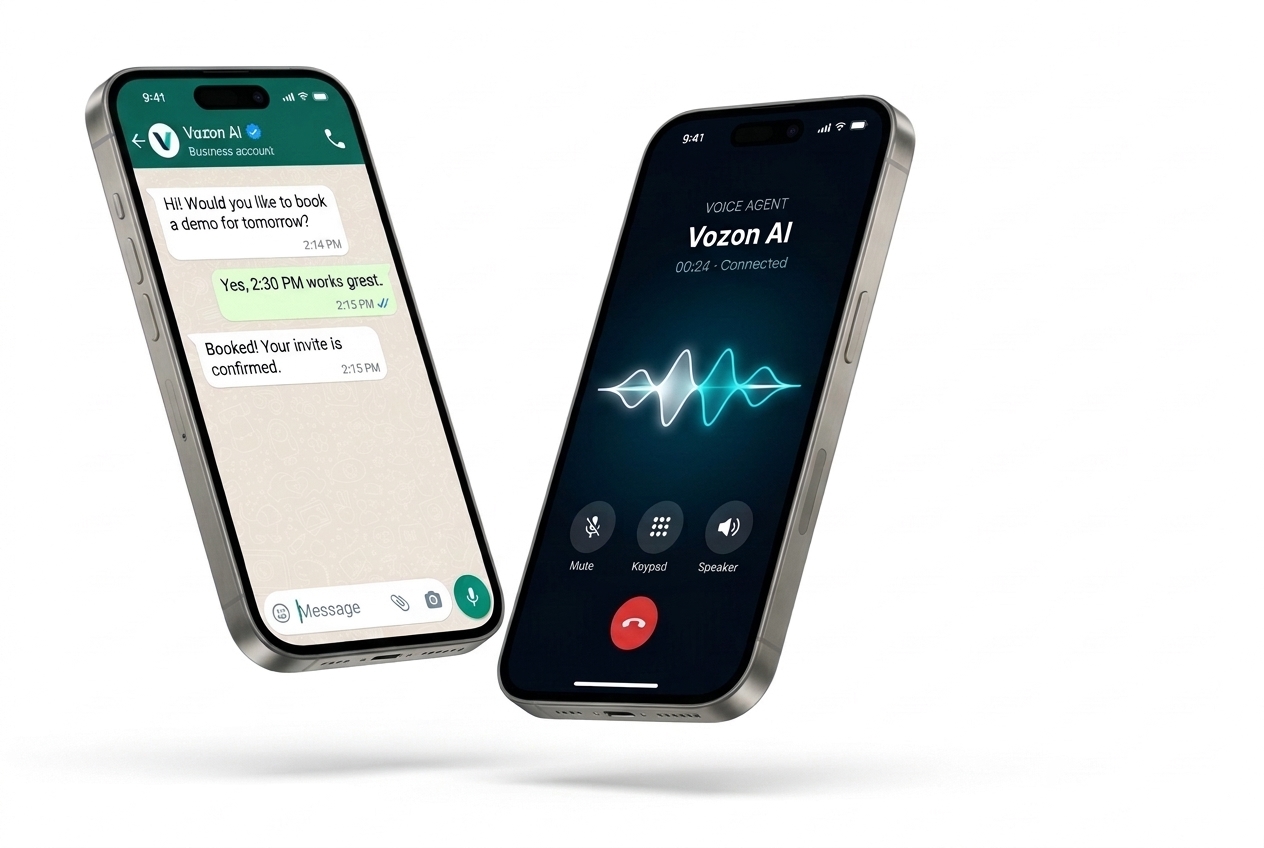 9:41
Vozon AI
Business account
Hi! Would you like to book
a demo for tomorrow?
2:14 PM
Yes, 2:30 PM works grest.
2:15 PM
Booked! Your invite is
confirmed.
2:15 PM
Message
9:41
VOICE AGENT
Vozon AI
00:24 - Connected
Mute
Koypsd
Speaker